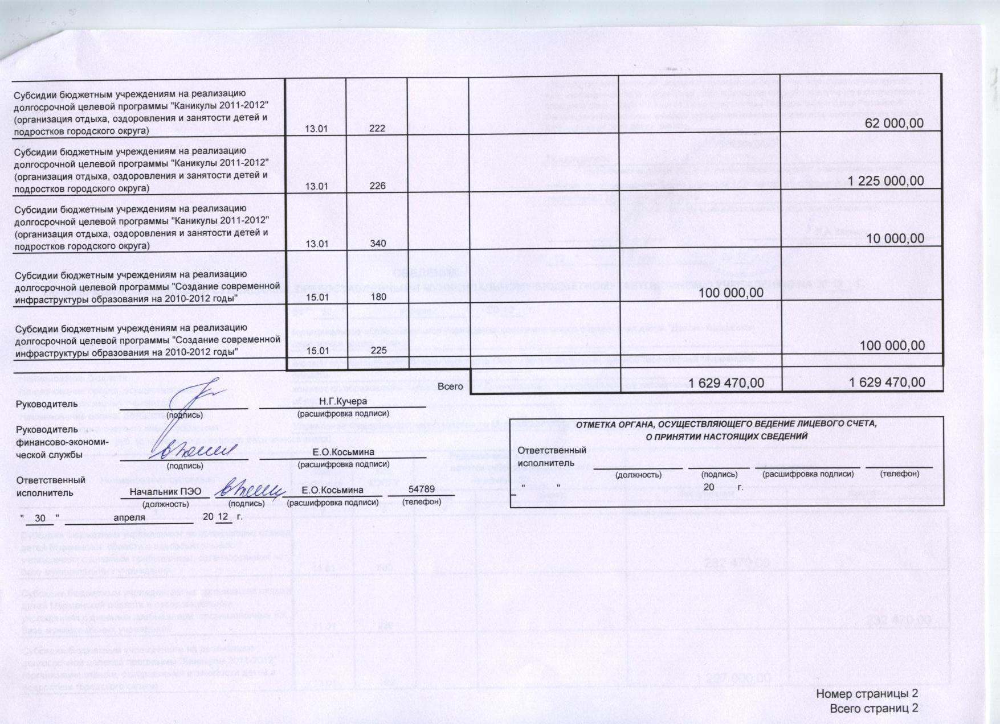 Субсидии бюджетным учреждениям на реализацию
долгосрочной целевой программы "Каникулы 2011-2012"
(организация отдыха, оздоровления и занятости детей и
подростков городского округа) 13.01 222 62 000,00
Субсидии бюджетным учреждениям на реализацию
долгосрочной целевой программы "Каникулы 2011-2012"
(организация отдыха, оздоровления и занятости детей и
подростков городского округа) 13.01 226 1 225 000,00
Субсидии бюджетным учреждениям на реализацию
долгосрочной целевой программы "Каникулы 2011-2012"
(организация отдыха, оздоровления и занятости детей и
подростков городского округа) 13.01 340 10 000,00
Субсидии бюджетным учреждениям на реализацию
долгосрочной целевой программы "Создание современной
инфраструктуры образования на 2010-2012 годы" 15.01 180 100 000,00
Субсидии бюджетным учреждениям на реализацию
долгосрочной целевой программы "Создание современной
инфраструктуры образования на 2010-2012 годы" 15.01 225 100 000,00
Всего 1 629 470,00 1 629 470,00
Руководитель Н.Г.Кучера
(подпись) (расшифровка подписи)
Руководитель
финансово-экономи-
ческой службы Е.О.Косьмина
(подпись) (расшифровка подписи)
Ответственный
исполнитель Начальник ПЭО Е.О.Косьмина 54789
(должность) (подпись) (расшифровка подписи) (телефон)
" 30 " апреля 20 12 г.
ОТМЕТКА ОРГАНА, ОСУЩЕСТВЛЯЮЩЕГО ВЕДЕНИЕ ЛИЦЕВОГО СЧЕТА,
О ПРИНЯТИИ НАСТОЯЩИХ СВЕДЕНИЙ
Ответственный
исполнитель
(должность) (подпись) (расшифровка подписи) (телефон)
" " 20 г.
Номер страницы 2
Всего страниц 2